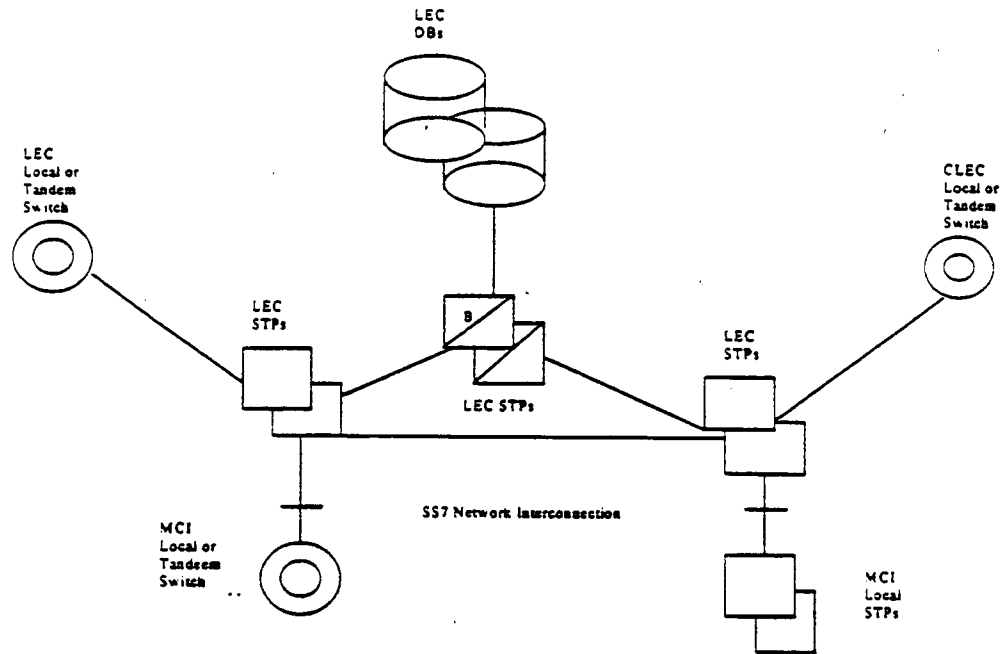 LEC
DBs
LEC
Local or
Tandem
Switch
CLEC
Local or
Tandem
Switch
LEC
STPs
B
LEC
STPs
LEC STPs
SS7 Network Interconnection
MCI
Local or
Tandeem
Switch
MCI
Local
STPs